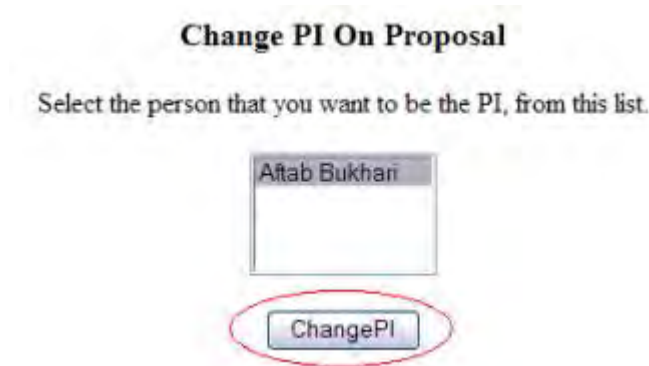 Change PI On Proposal
Select the person that you want to be the PI, from this list.
Aftab Bukhari
ChangePI